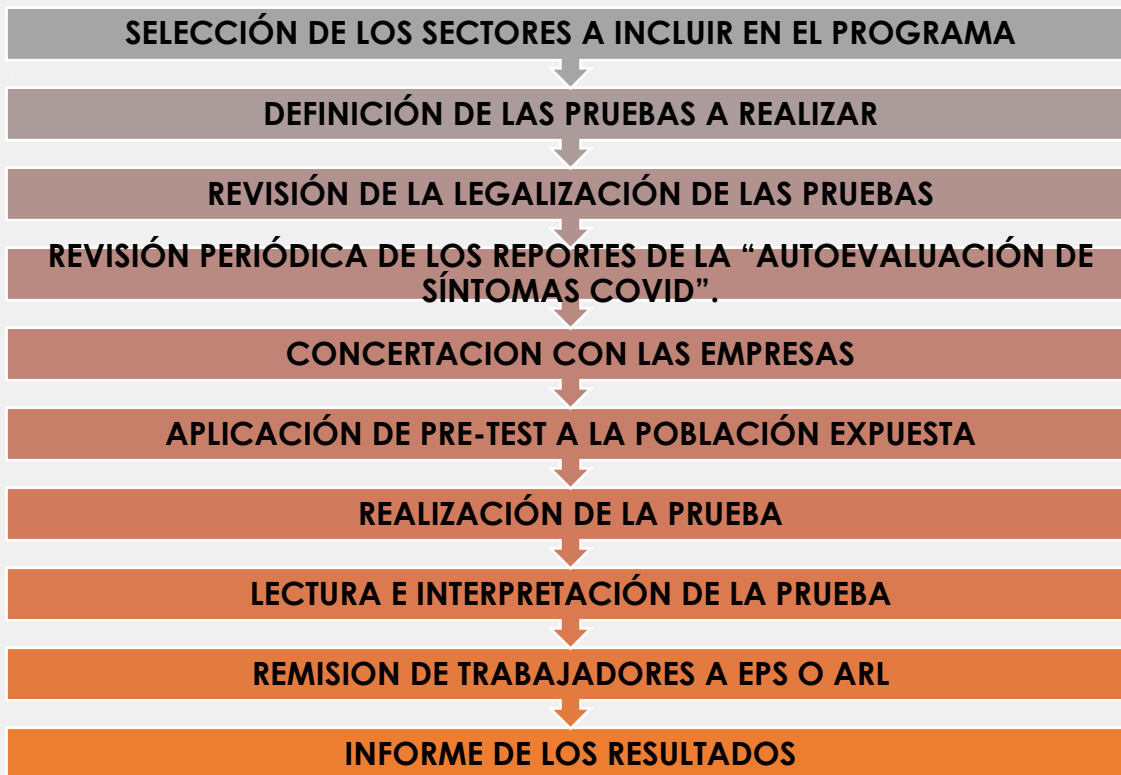 SELECCIÓN DE LOS SECTORES A INCLUIR EN EL PROGRAMA
DEFINICIÓN DE LAS PRUEBAS A REALIZAR
REVISIÓN DE LA LEGALIZACIÓN DE LAS PRUEBAS
REVISIÓN PERIÓDICA DE LOS REPORTES DE LA “AUTOEVALUACIÓN DE
SÍNTOMAS COVID”.
CONCERTACION CON LAS EMPRESAS
APLICACIÓN DE PRE-TEST A LA POBLACIÓN EXPUESTA
REALIZACIÓN DE LA PRUEBA
LECTURA E INTERPRETACIÓN DE LA PRUEBA
REMISION DE TRABAJADORES A EPS O ARL
INFORME DE LOS RESULTADOS